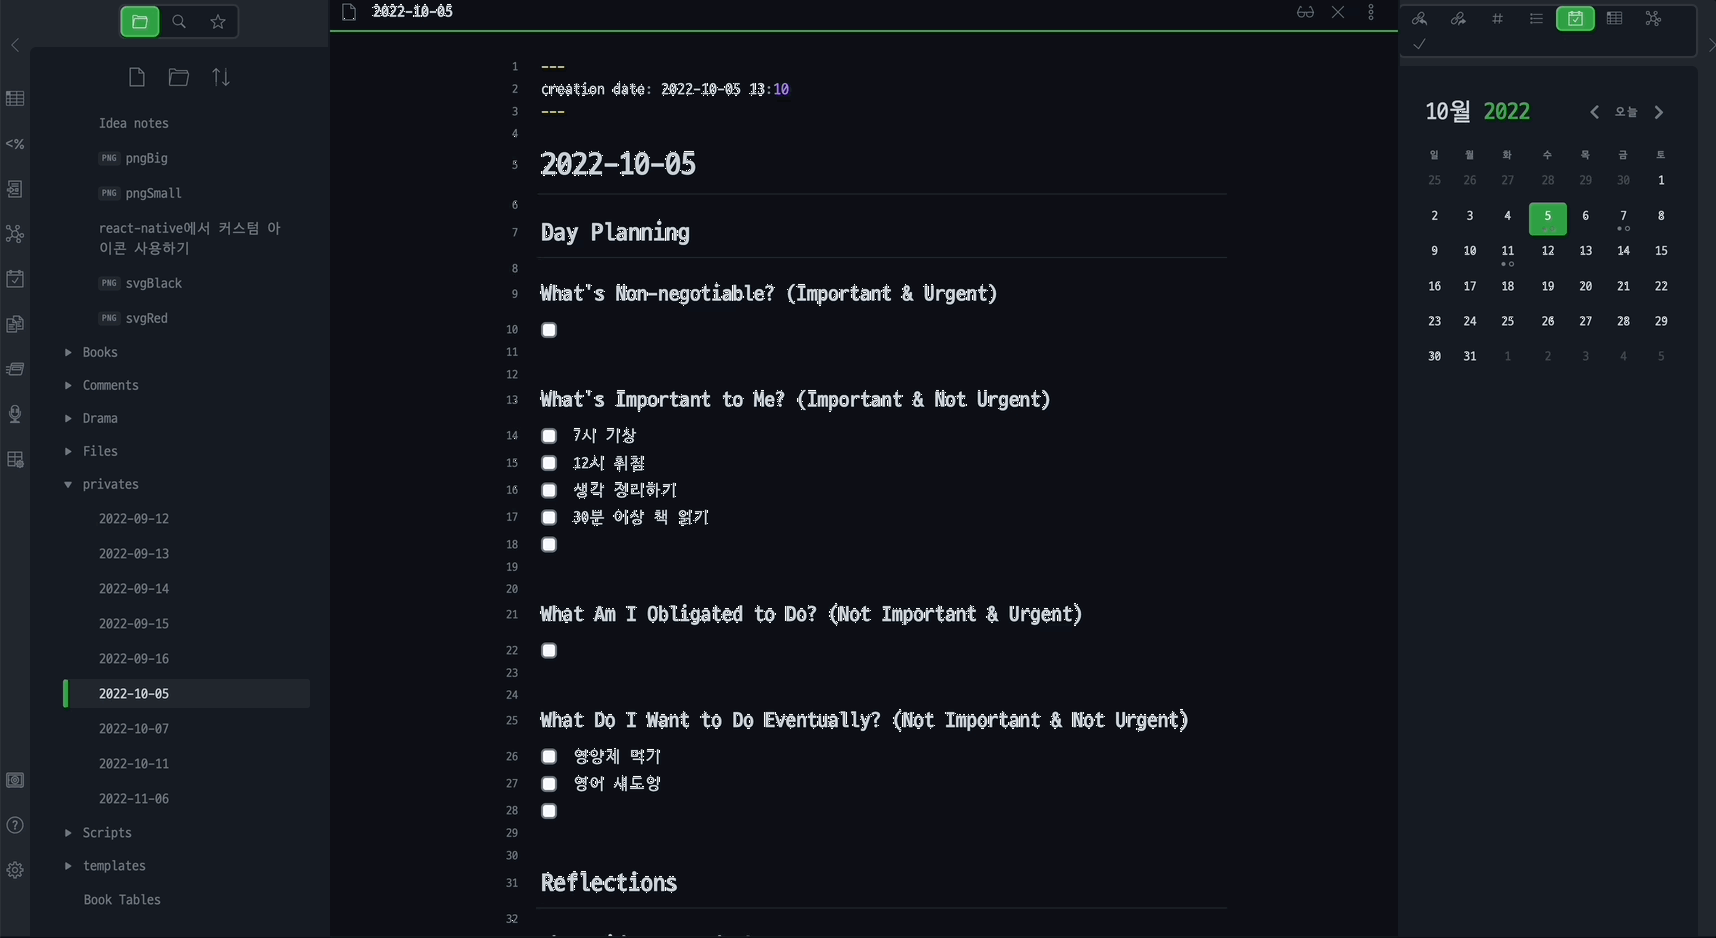 Idea notes
PNG pngBig
PNG pngSmall
react-native에서 커스텀 아
이콘 사용하기
PNG svgBlack
PNG svgRed
Books
Comments
Drama
Files
privates
2022-09-12
2022-09-13
2022-09-14
2022-09-15
2022-09-16
2022-10-05
2022-10-07
2022-10-11
2022-11-06
Scripts
templates
Book Tables
2022-10-05
1 ---
2 creation date: 2022-10-05 13:10
3 ---
4
5 2022-10-05
6
7 Day Planning
8
9 What's Non-negotiable? (Important & Urgent)
10
11
12
13 What's Important to Me? (Important & Not Urgent)
14 7시 기상
15 12시 취침
16 생각 정리하기
17 30분 이상 책 읽기
18
19
20
21 What Am I Obligated to Do? (Not Important & Urgent)
22
23
24
25 What Do I Want to Do Eventually? (Not Important & Not Urgent)
26 영양제 먹기
27 영어 섀도잉
28
29
30
31 Reflections
32
10월 2022 오늘
일 월 화 수 목 금 토
25 26 27 28 29 30 1
2 3 4 5 6 7 8
9 10 11 12 13 14 15
16 17 18 19 20 21 22
23 24 25 26 27 28 29
30 31 1 2 3 4 5